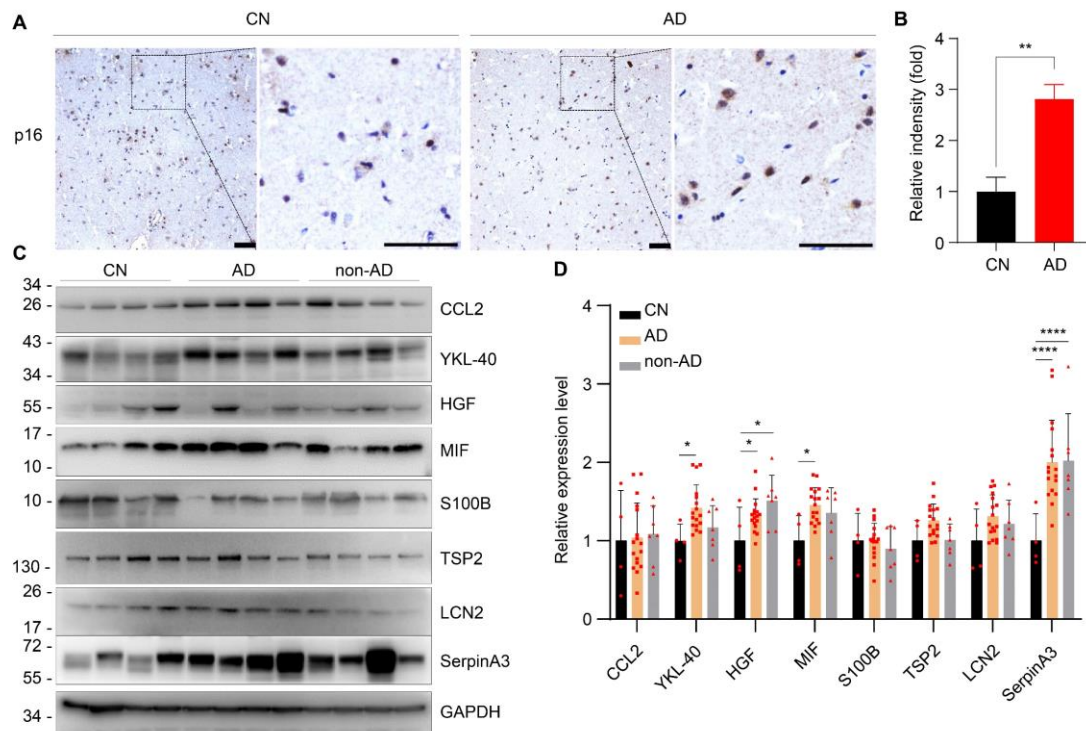 A
CN
AD
p16
B
Relative indensity (fold)
4
3
2
1
0
**
CN
AD
C
CN AD non-AD
34 -
26 -
CCL2
43 -
34 -
YKL-40
55 -
HGF
17 -
10 -
MIF
10 -
S100B
130 -
TSP2
26 -
17 -
LCN2
72 -
55 -
SerpinA3
34 -
GAPDH
D
Relative expression level
4
3
2
1
0
CN
AD
non-AD
*
*
*
*
****
****
CCL2
YKL-40
HGF
MIF
S100B
TSP2
LCN2
SerpinA3